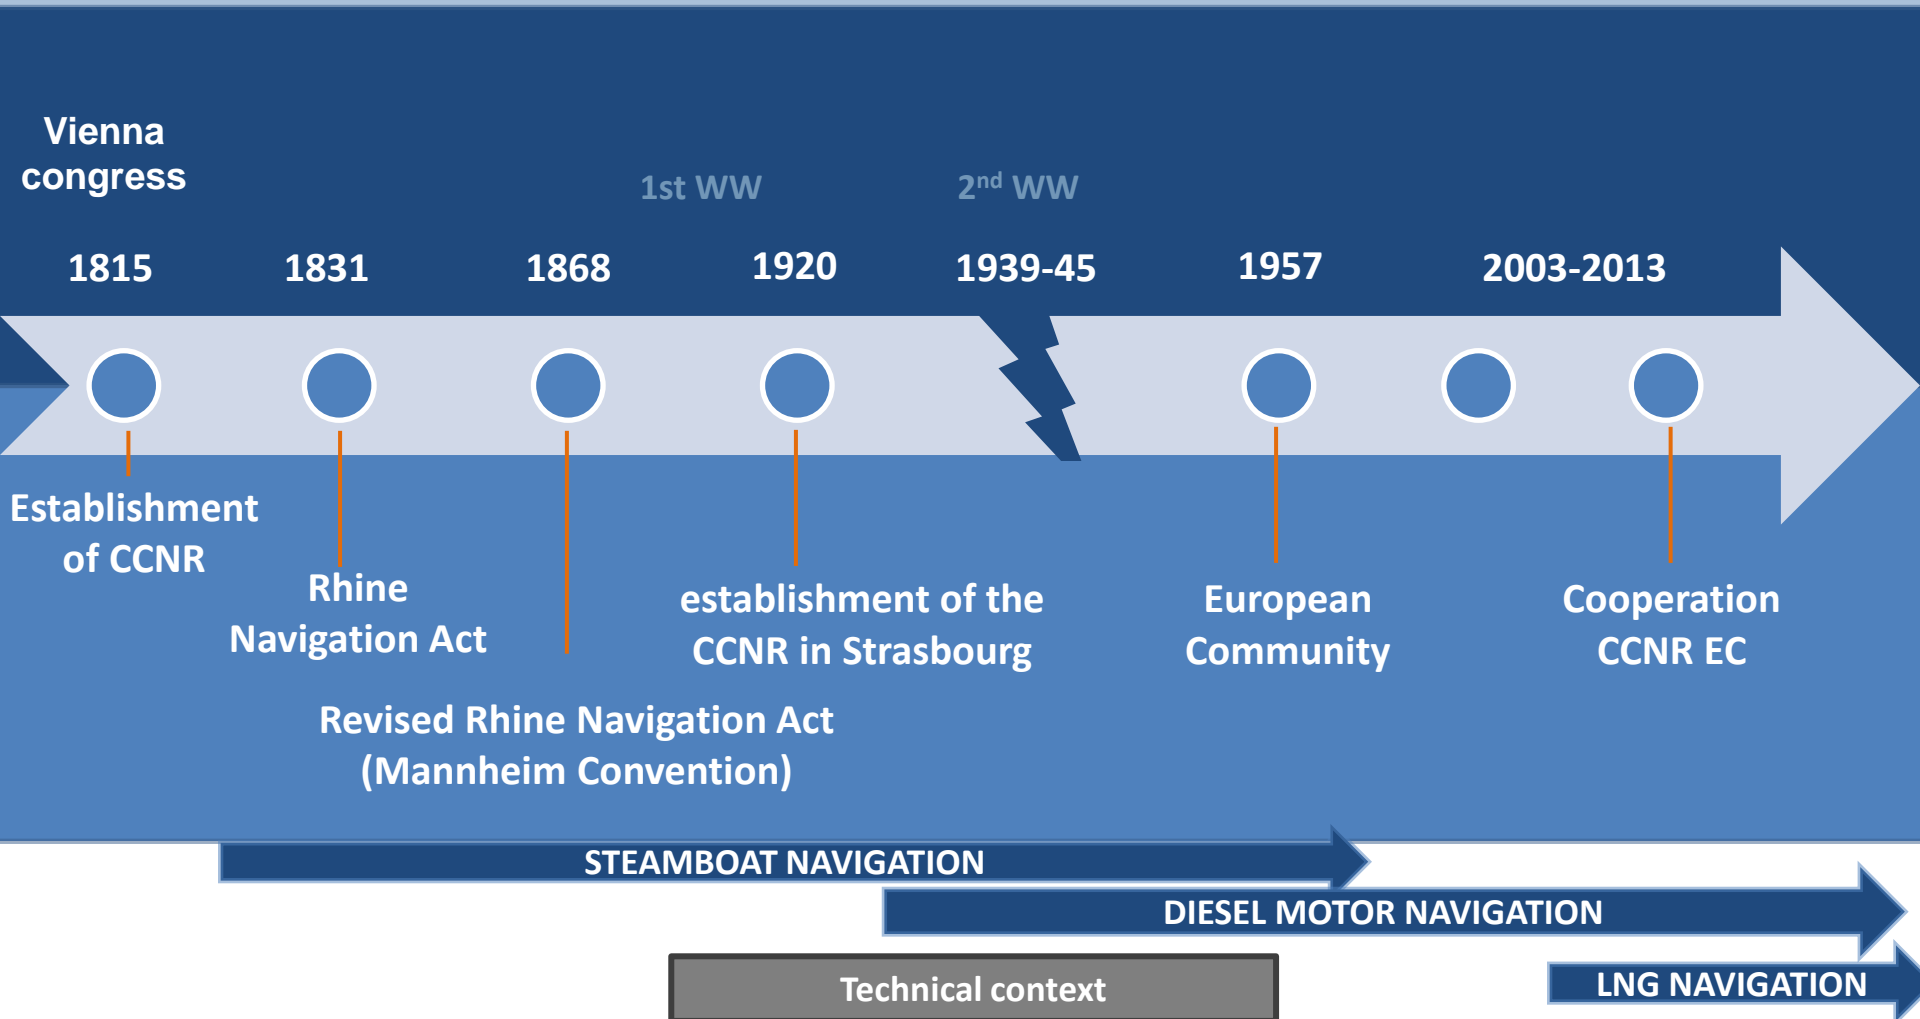 Vienna
congress
1st WW
2nd WW
1815
1831
1868
1920
1939-45
1957
2003-2013
Establishment
of CCNR
Rhine
Navigation Act
Revised Rhine Navigation Act
(Mannheim Convention)
establishment of the
CCNR in Strasbourg
European
Community
Cooperation
CCNR EC
STEAMBOAT NAVIGATION
DIESEL MOTOR NAVIGATION
Technical context
LNG NAVIGATION